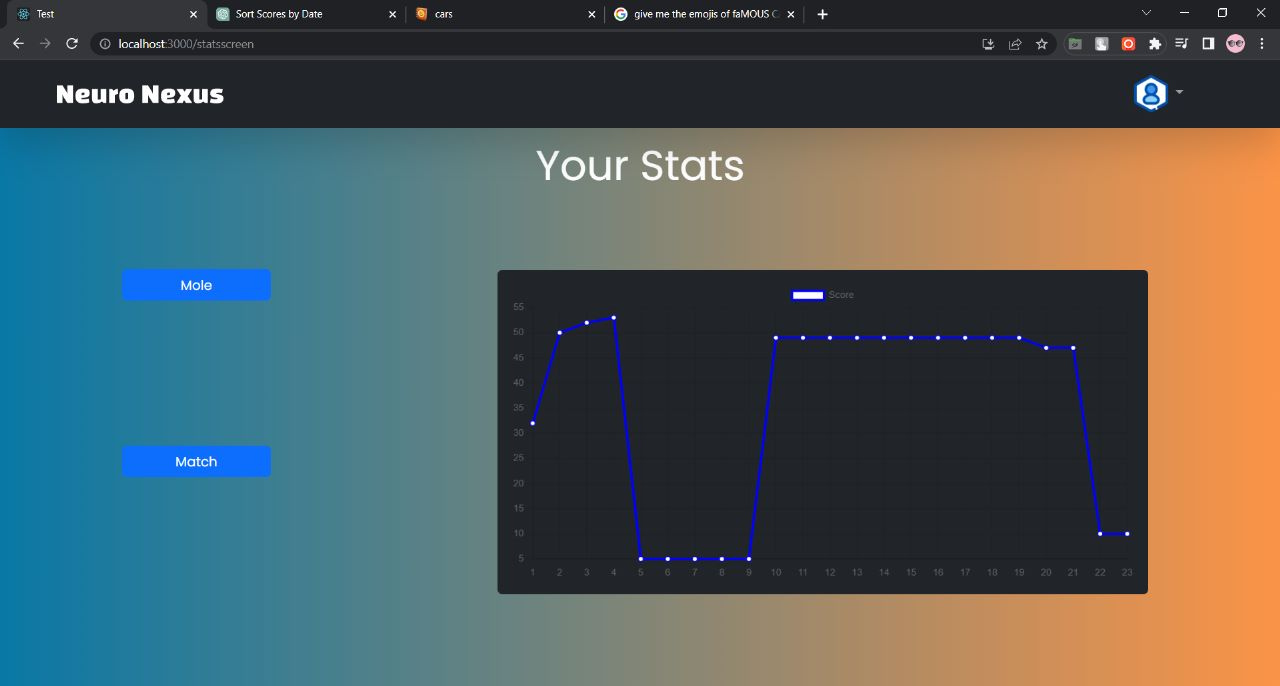 Test
Sort Scores by Date
cars
give me the emojis of faMOUS C
localhost:3000/statsscreen
Neuro Nexus
Your Stats
Mole
Match
Score
55
50
45
40
35
30
25
20
15
10
5
1 2 3 4 5 6 7 8 9 10 11 12 13 14 15 16 17 18 19 20 21 22 23